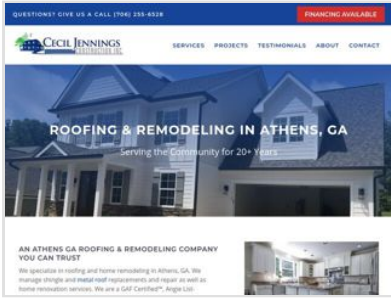 QUESTIONS? GIVE US A CALL (706) 255-6528
FINANCING AVAILABLE
CECIL JENNINGS
CONSTRUCTION INC.
SERVICES PROJECTS TESTIMONIALS ABOUT CONTACT
ROOFING & REMODELING IN ATHENS, GA
Serving the Community for 20+ Years
AN ATHENS GA ROOFING & REMODELING COMPANY
YOU CAN TRUST
We specialize in roofing and home remodeling in Athens, GA. We
manage shingle and metal roof replacements and repair as well as
home renovation services. We are a GAF Certified™, Angie List-